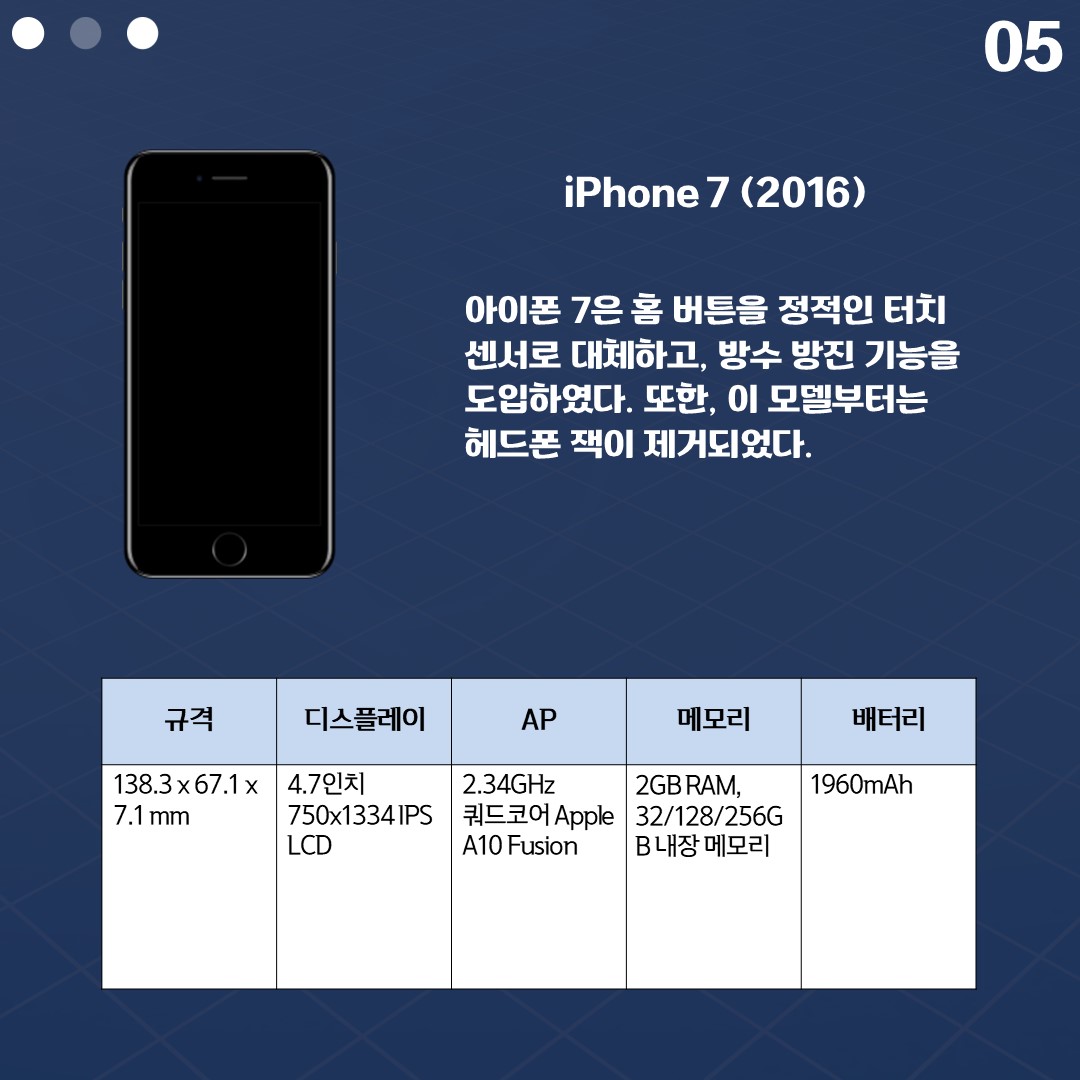 05
iPhone 7 (2016)
아이폰 7은 홈 버튼을 정적인 터치
센서로 대체하고, 방수 방진 기능을
도입하였다. 또한, 이 모델부터는
헤드폰 잭이 제거되었다.
규격
디스플레이
AP
메모리
배터리
138.3 x 67.1 x
7.1 mm
4.7인치
750x1334 IPS
LCD
2.34GHz
쿼드코어 Apple
A10 Fusion
2GB RAM,
32/128/256G
B 내장 메모리
1960mAh